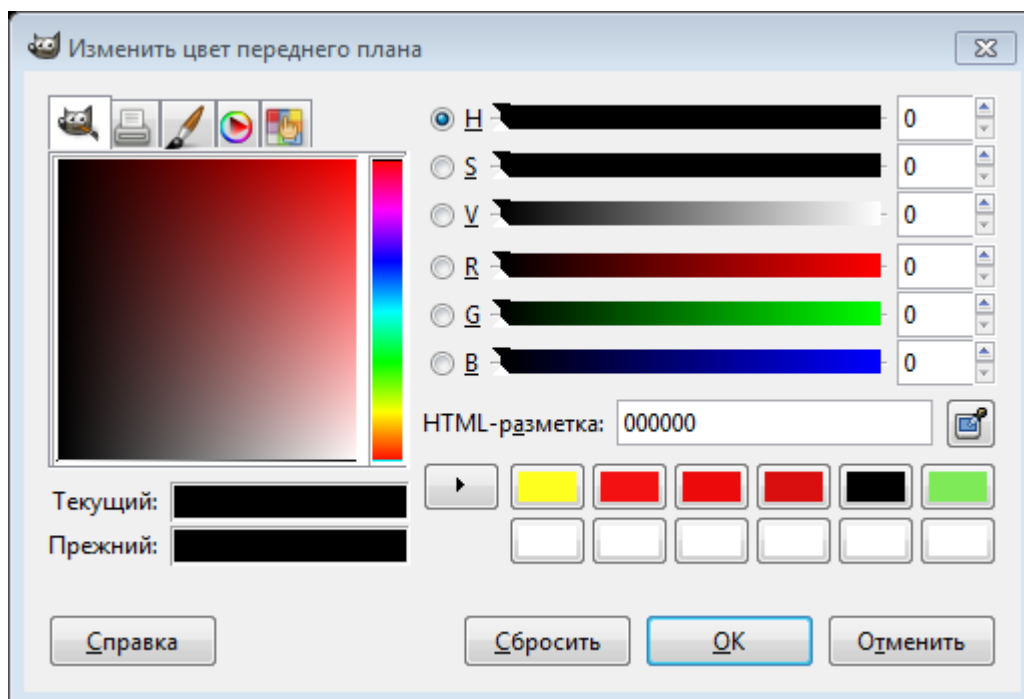 Изменить цвет переднего плана
H 0
S 0
V 0
R 0
G 0
B 0
HTML-разметка: 000000
Текущий:
Прежний:
Справка
Сбросить
OK
Отменить